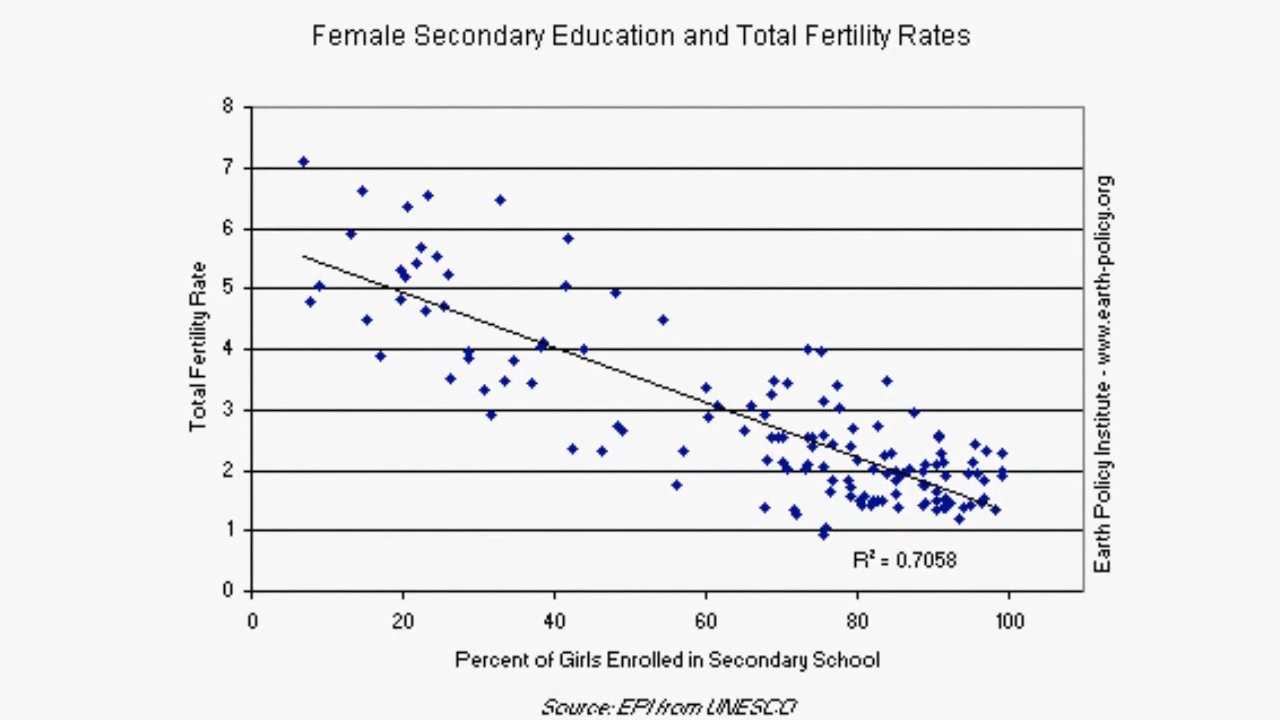 Female Secondary Education and Total Fertility Rates
8
7
6
5
4
3
2
1
0
Total Fertility Rate
Earth Policy Institute - www.earth-policy.org
R² = 0.7058
0 20 40 60 80 100
Percent of Girls Enrolled in Secondary School
Source: EPI from UNESCO